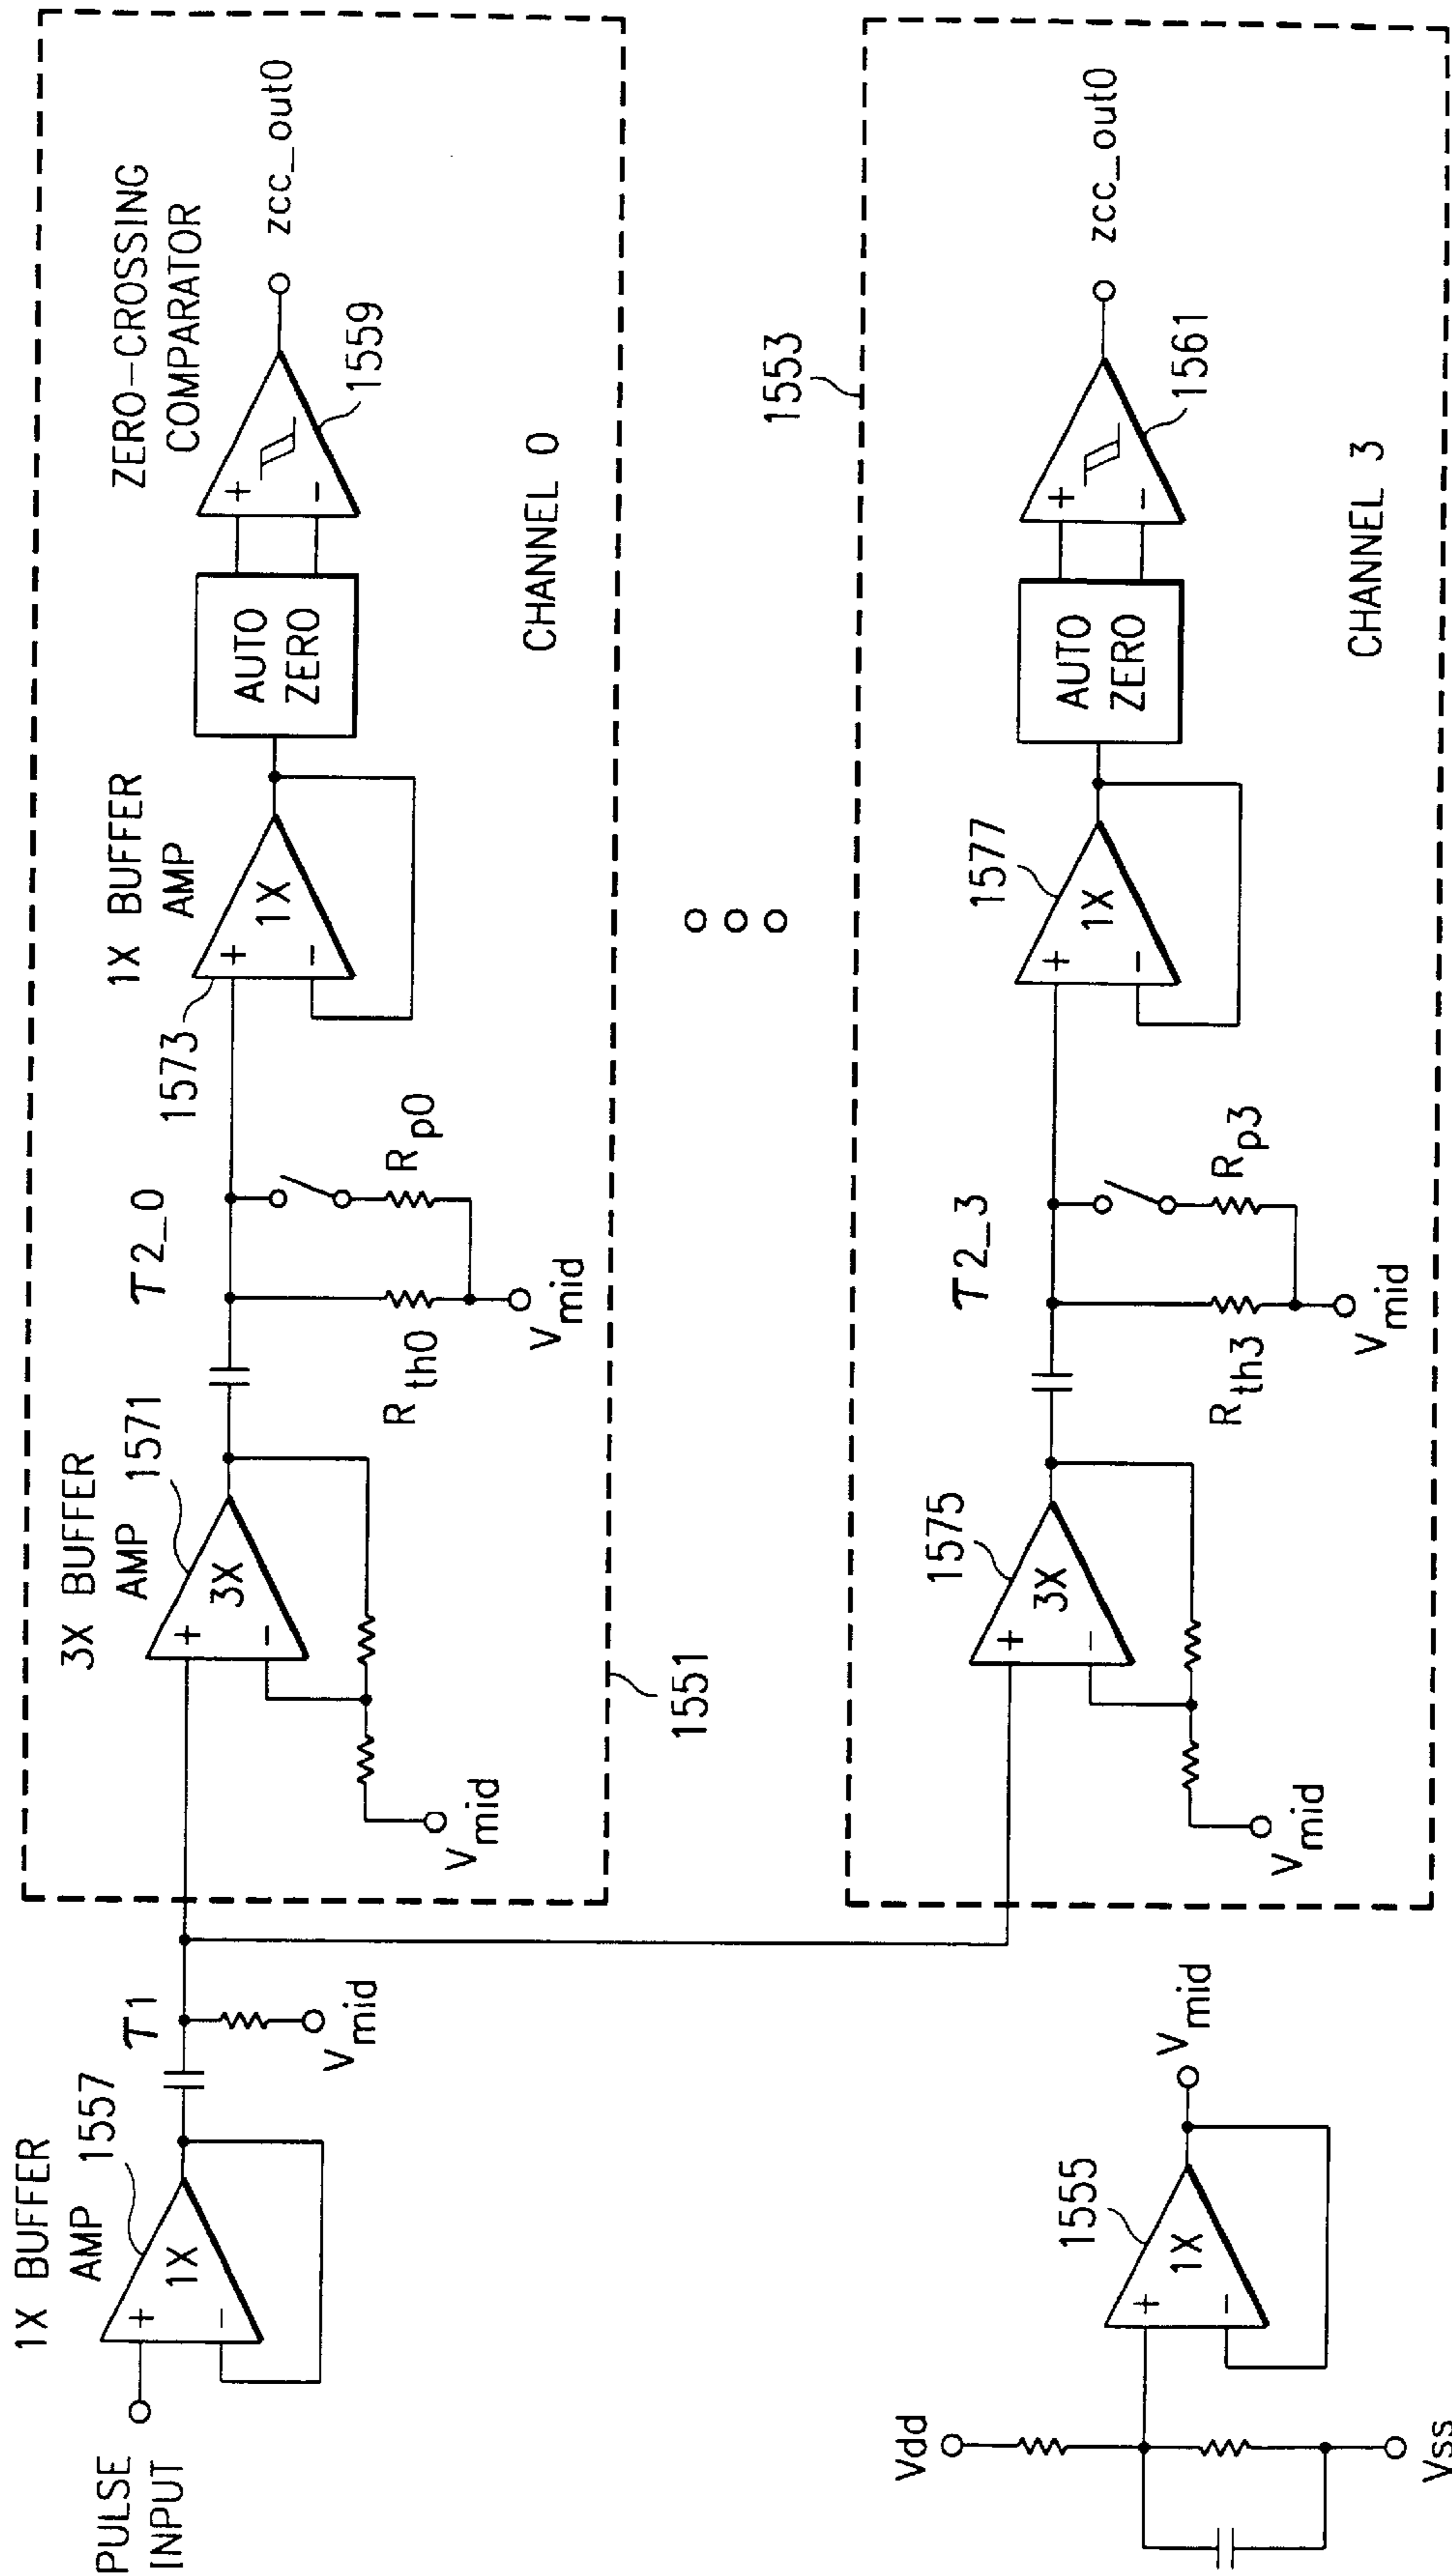 PULSE
INPUT
1X BUFFER
AMP 1557
+
-
1X
τ1
Vmid
3X BUFFER
AMP 1571
+
-
3X
Vmid
τ2_0
Rth0
Rp0
Vmid
1573
1X BUFFER
AMP
+
-
1X
AUTO
ZERO
ZERO-CROSSING
COMPARATOR
+
-
1559
zcc_out0
CHANNEL 0
1551
1553
1575
+
-
3X
Vmid
τ2_3
Rth3
Rp3
Vmid
1577
+
-
1X
AUTO
ZERO
+
-
1561
zcc_out0
CHANNEL 3
Vdd
Vss
1555
+
-
1X
Vmid